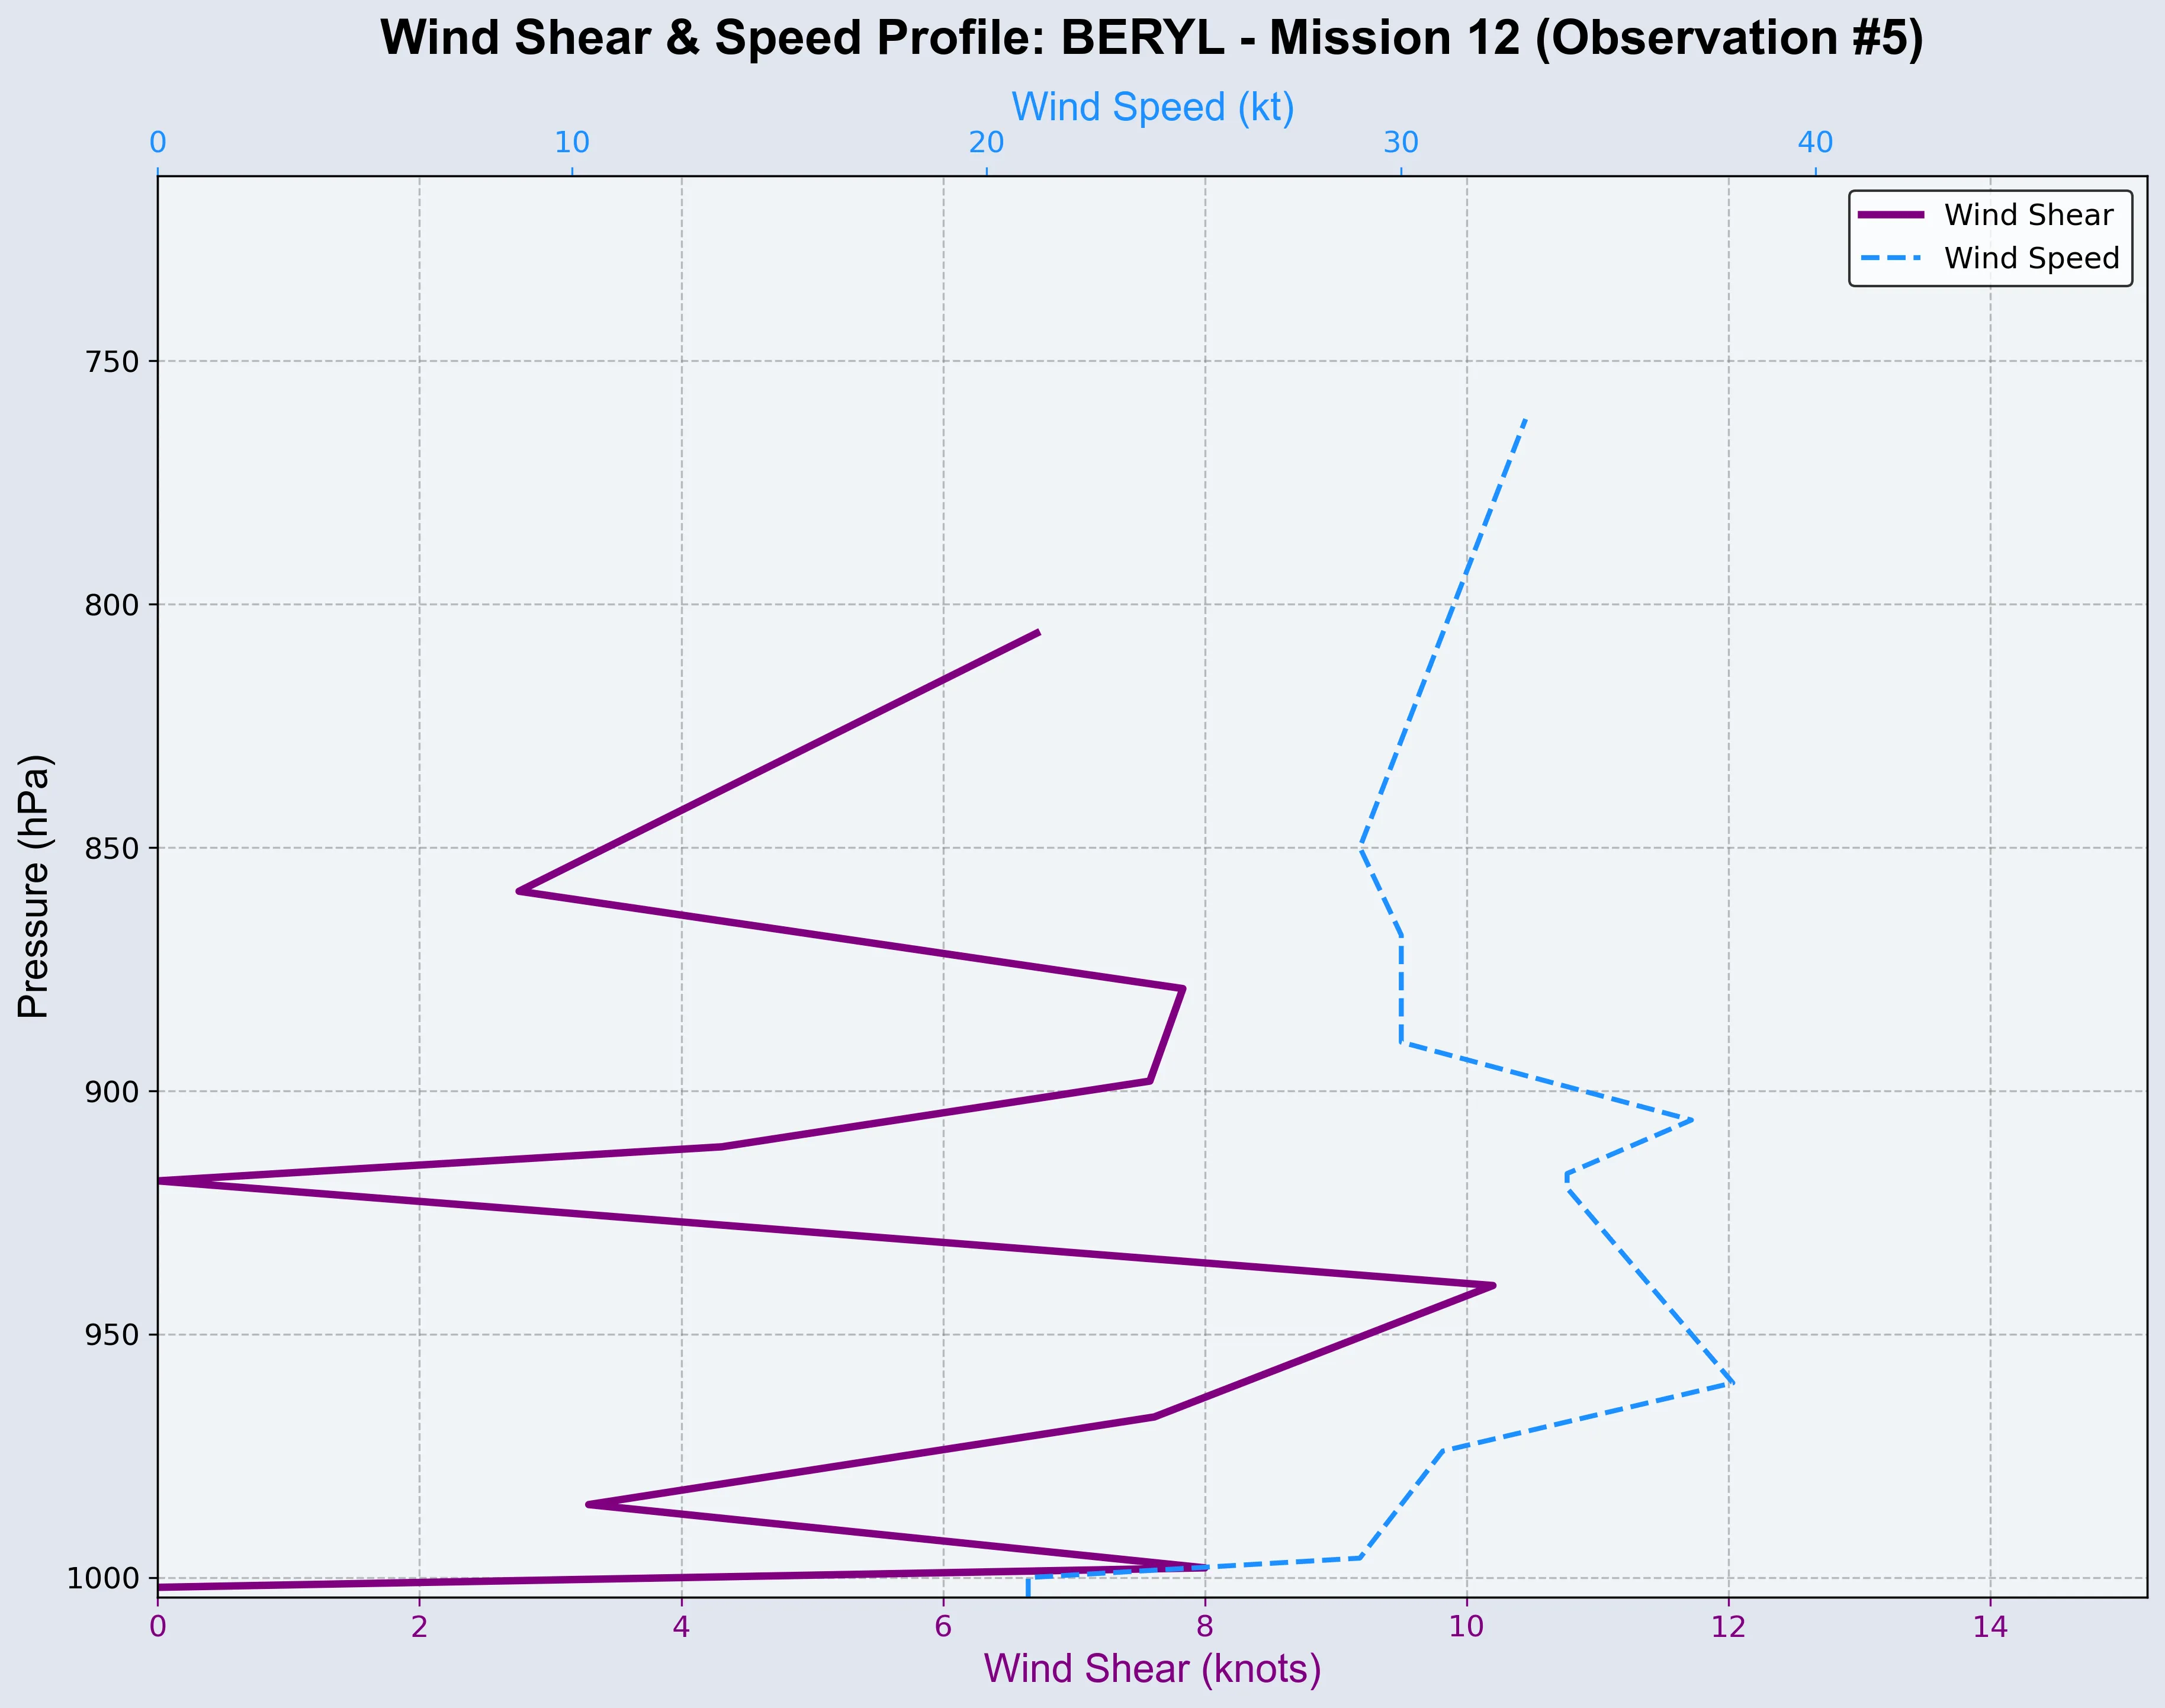 Wind Shear & Speed Profile: BERYL - Mission 12 (Observation #5)
Wind Speed (kt)
0 10 20 30 40
Wind Shear
Wind Speed
750
800
850
900
950
1000
Pressure (hPa)
0 2 4 6 8 10 12 14
Wind Shear (knots)